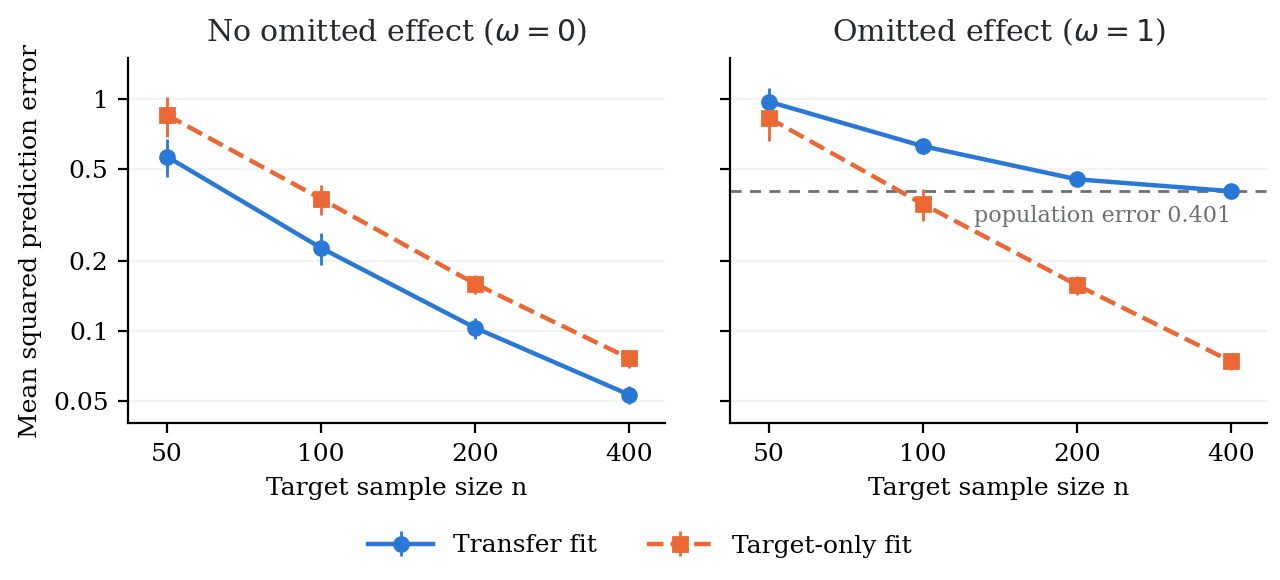 No omitted effect (ω = 0)
Mean squared prediction error
1
0.5
0.2
0.1
0.05
50 100 200 400
Target sample size n
Omitted effect (ω = 1)
population error 0.401
50 100 200 400
Target sample size n
Transfer fit
Target-only fit